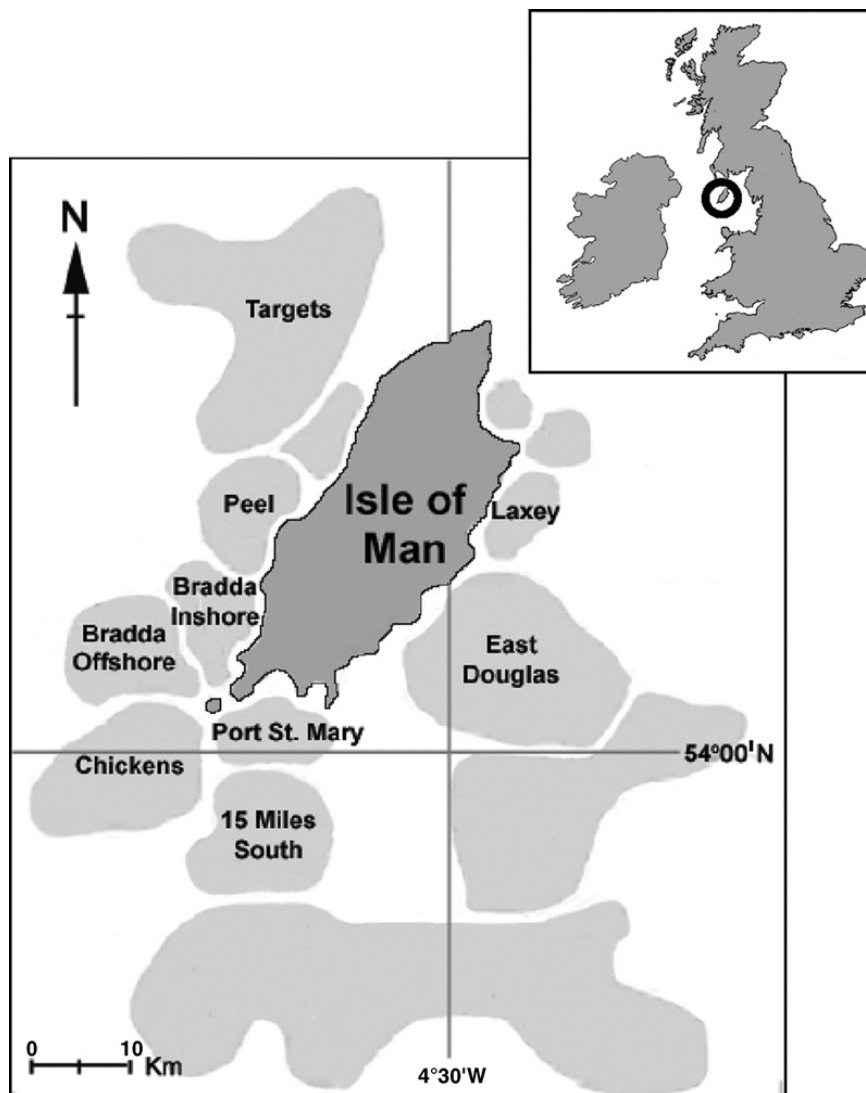 N
Targets
Peel
Isle of
Man
Laxey
Bradda
Inshore
Bradda
Offshore
East
Douglas
Port St. Mary
54°00'N
Chickens
15 Miles
South
0 10 Km
4°30'W